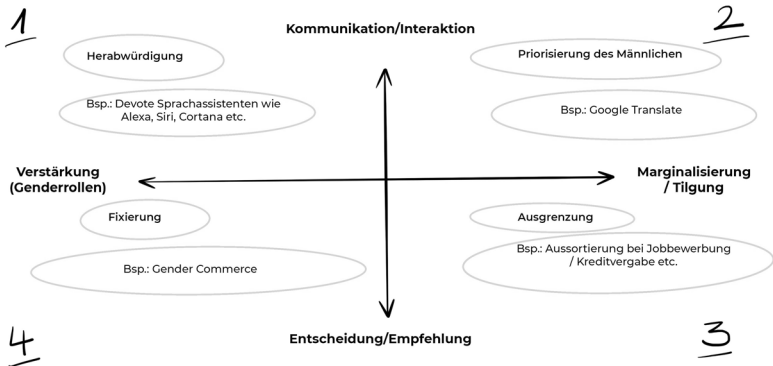 1
Kommunikation/Interaktion
2
Herabwürdigung
Priorisierung des Männlichen
Bsp.: Devote Sprachassistenten wie
Alexa, Siri, Cortana etc.
Bsp.: Google Translate
Verstärkung
(Genderrollen)
Marginalisierung
/ Tilgung
Fixierung
Ausgrenzung
Bsp.: Gender Commerce
Bsp.: Aussortierung bei Jobbewerbung
/ Kreditvergabe etc.
4
Entscheidung/Empfehlung
3